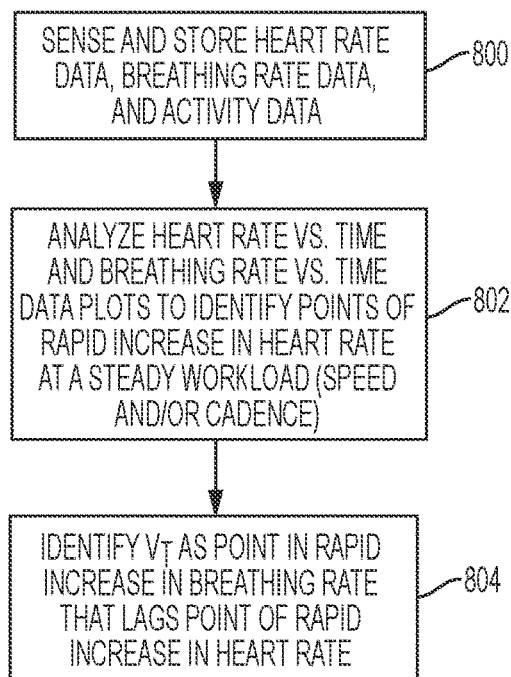 SENSE AND STORE HEART RATE
DATA, BREATHING RATE DATA,
AND ACTIVITY DATA
800
ANALYZE HEART RATE VS. TIME
AND BREATHING RATE VS. TIME
DATA PLOTS TO IDENTIFY POINTS OF
RAPID INCREASE IN HEART RATE
AT A STEADY WORKLOAD (SPEED
AND/OR CADENCE)
802
IDENTIFY VT AS POINT IN RAPID
INCREASE IN BREATHING RATE
THAT LAGS POINT OF RAPID
INCREASE IN HEART RATE
804